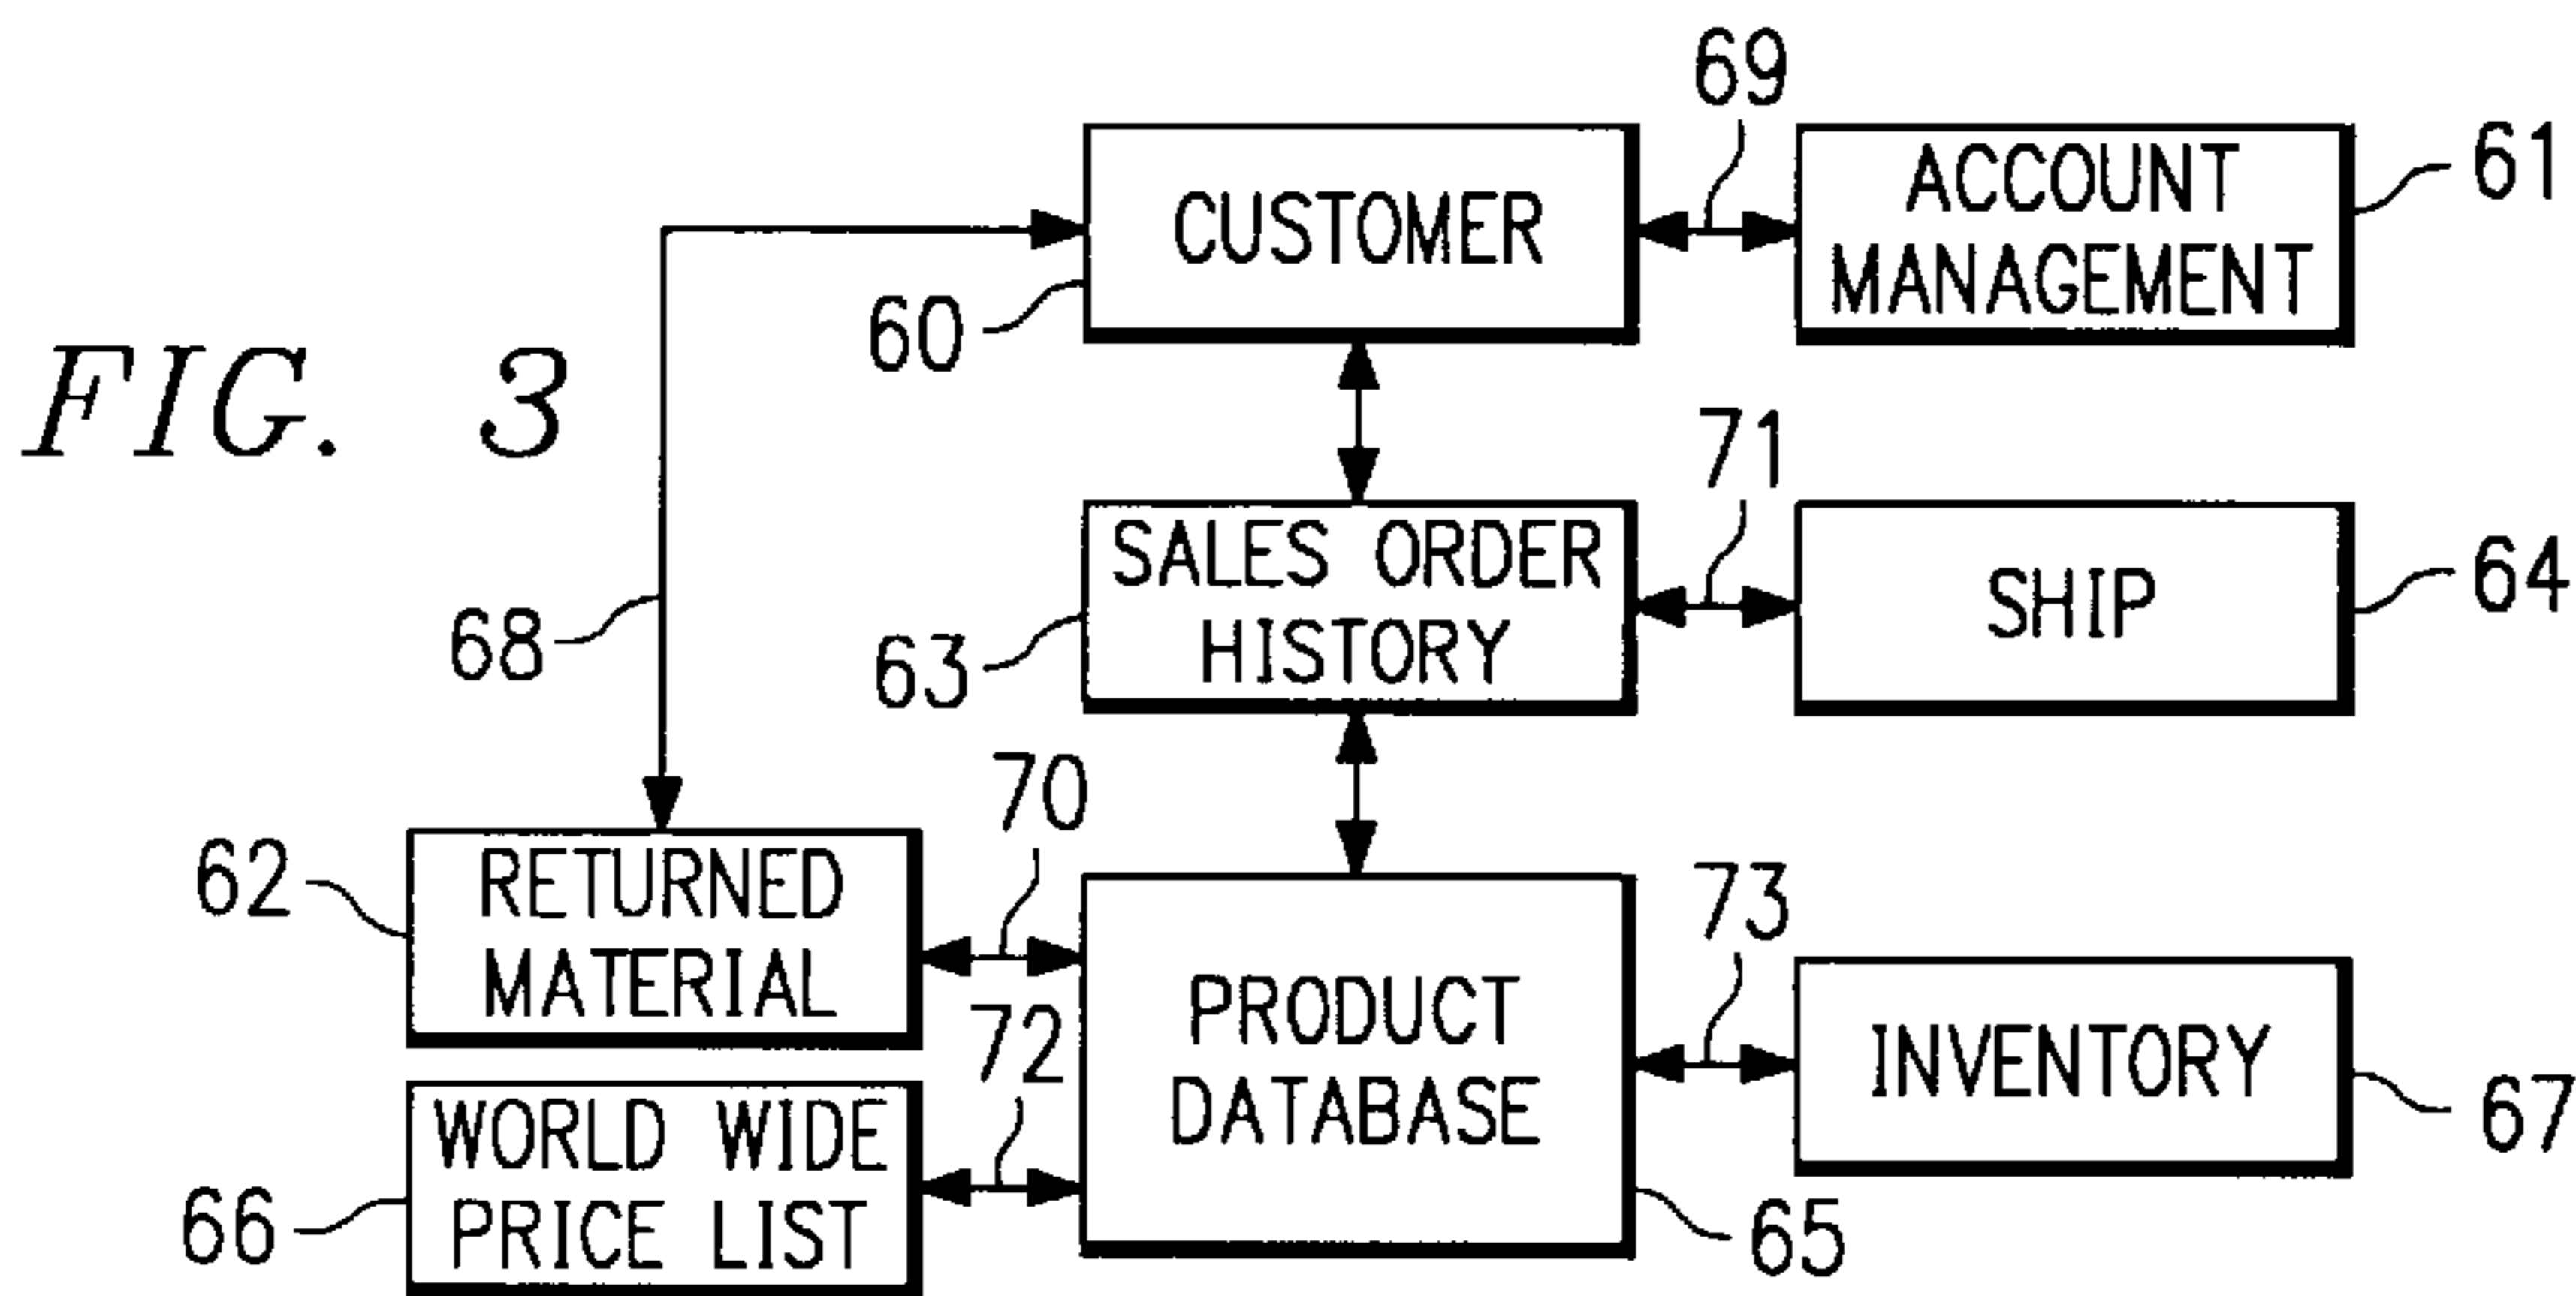 69
CUSTOMER
ACCOUNT
MANAGEMENT
61
60
FIG. 3
71
SALES ORDER
HISTORY
SHIP
64
63
68
70
62
RETURNED
MATERIAL
73
PRODUCT
DATABASE
INVENTORY
67
72
WORLD WIDE
PRICE LIST
66
65